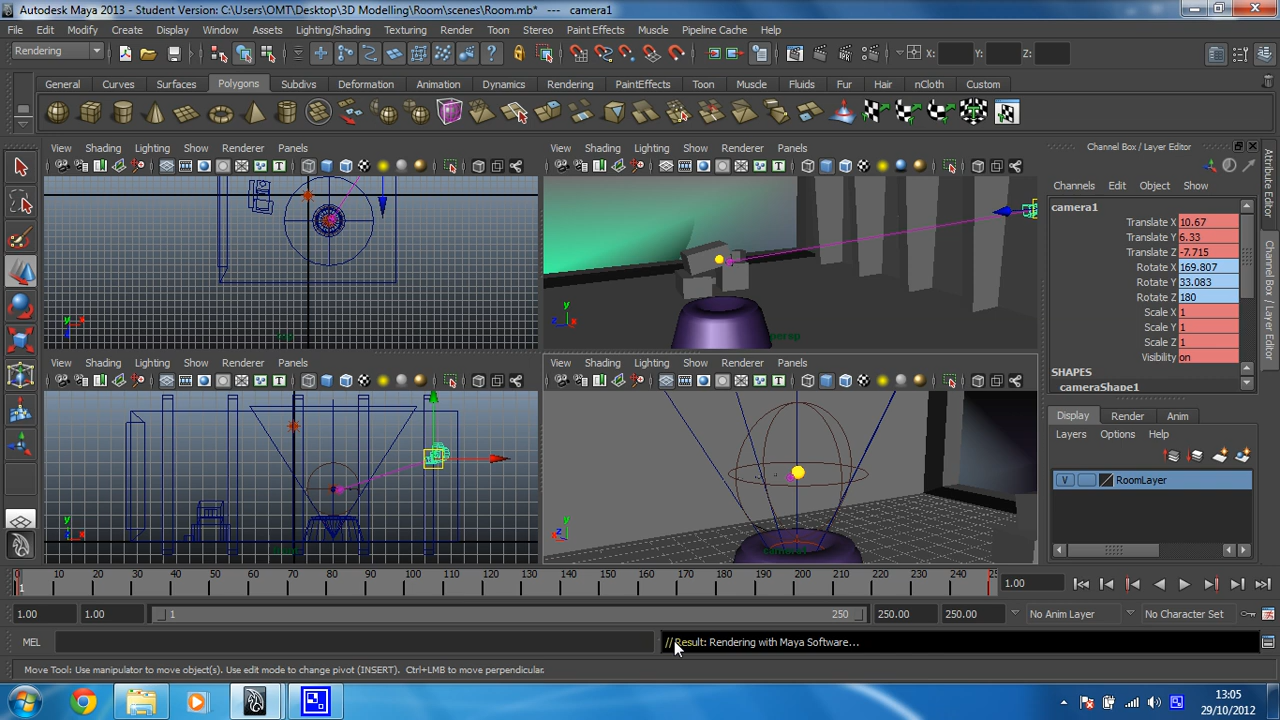 Autodesk Maya 2013 - Student Version: C:\Users\OMT\Desktop\3D Modelling\Room\scenes\Room.mb* --- camera1
File Edit Modify Create Display Window Assets Lighting/Shading Texturing Render Toon Stereo Paint Effects Muscle Pipeline Cache Help
Rendering X: Y: Z:
General Curves Surfaces Polygons Subdivs Deformation Animation Dynamics Rendering PaintEffects Toon Muscle Fluids Fur Hair nCloth Custom
View Shading Lighting Show Renderer Panels
View Shading Lighting Show Renderer Panels
Channel Box / Layer Editor
Channels Edit Object Show
camera1
Translate X 10.67
Translate Y 6.33
Translate Z -7.715
Rotate X 169.807
Rotate Y 33.083
Rotate Z 180
Scale X 1
Scale Y 1
Scale Z 1
Visibility on
SHAPES
cameraShape1
Attribute Editor
Channel Box / Layer Editor
y x
persp
y z x
View Shading Lighting Show Renderer Panels
View Shading Lighting Show Renderer Panels
Display Render Anim
Layers Options Help
V RoomLayer
y x
y z x
0 10 20 30 40 50 60 70 80 90 100 110 120 130 140 150 160 170 180 190 200 210 220 230 240 25
1 1.00
1.00 1.00 1 250 250.00 250.00 No Anim Layer No Character Set
MEL // Result: Rendering with Maya Software...
Move Tool: Use manipulator to move object(s). Use edit mode to change pivot (INSERT). Ctrl+LMB to move perpendicular.
13:05
29/10/2012